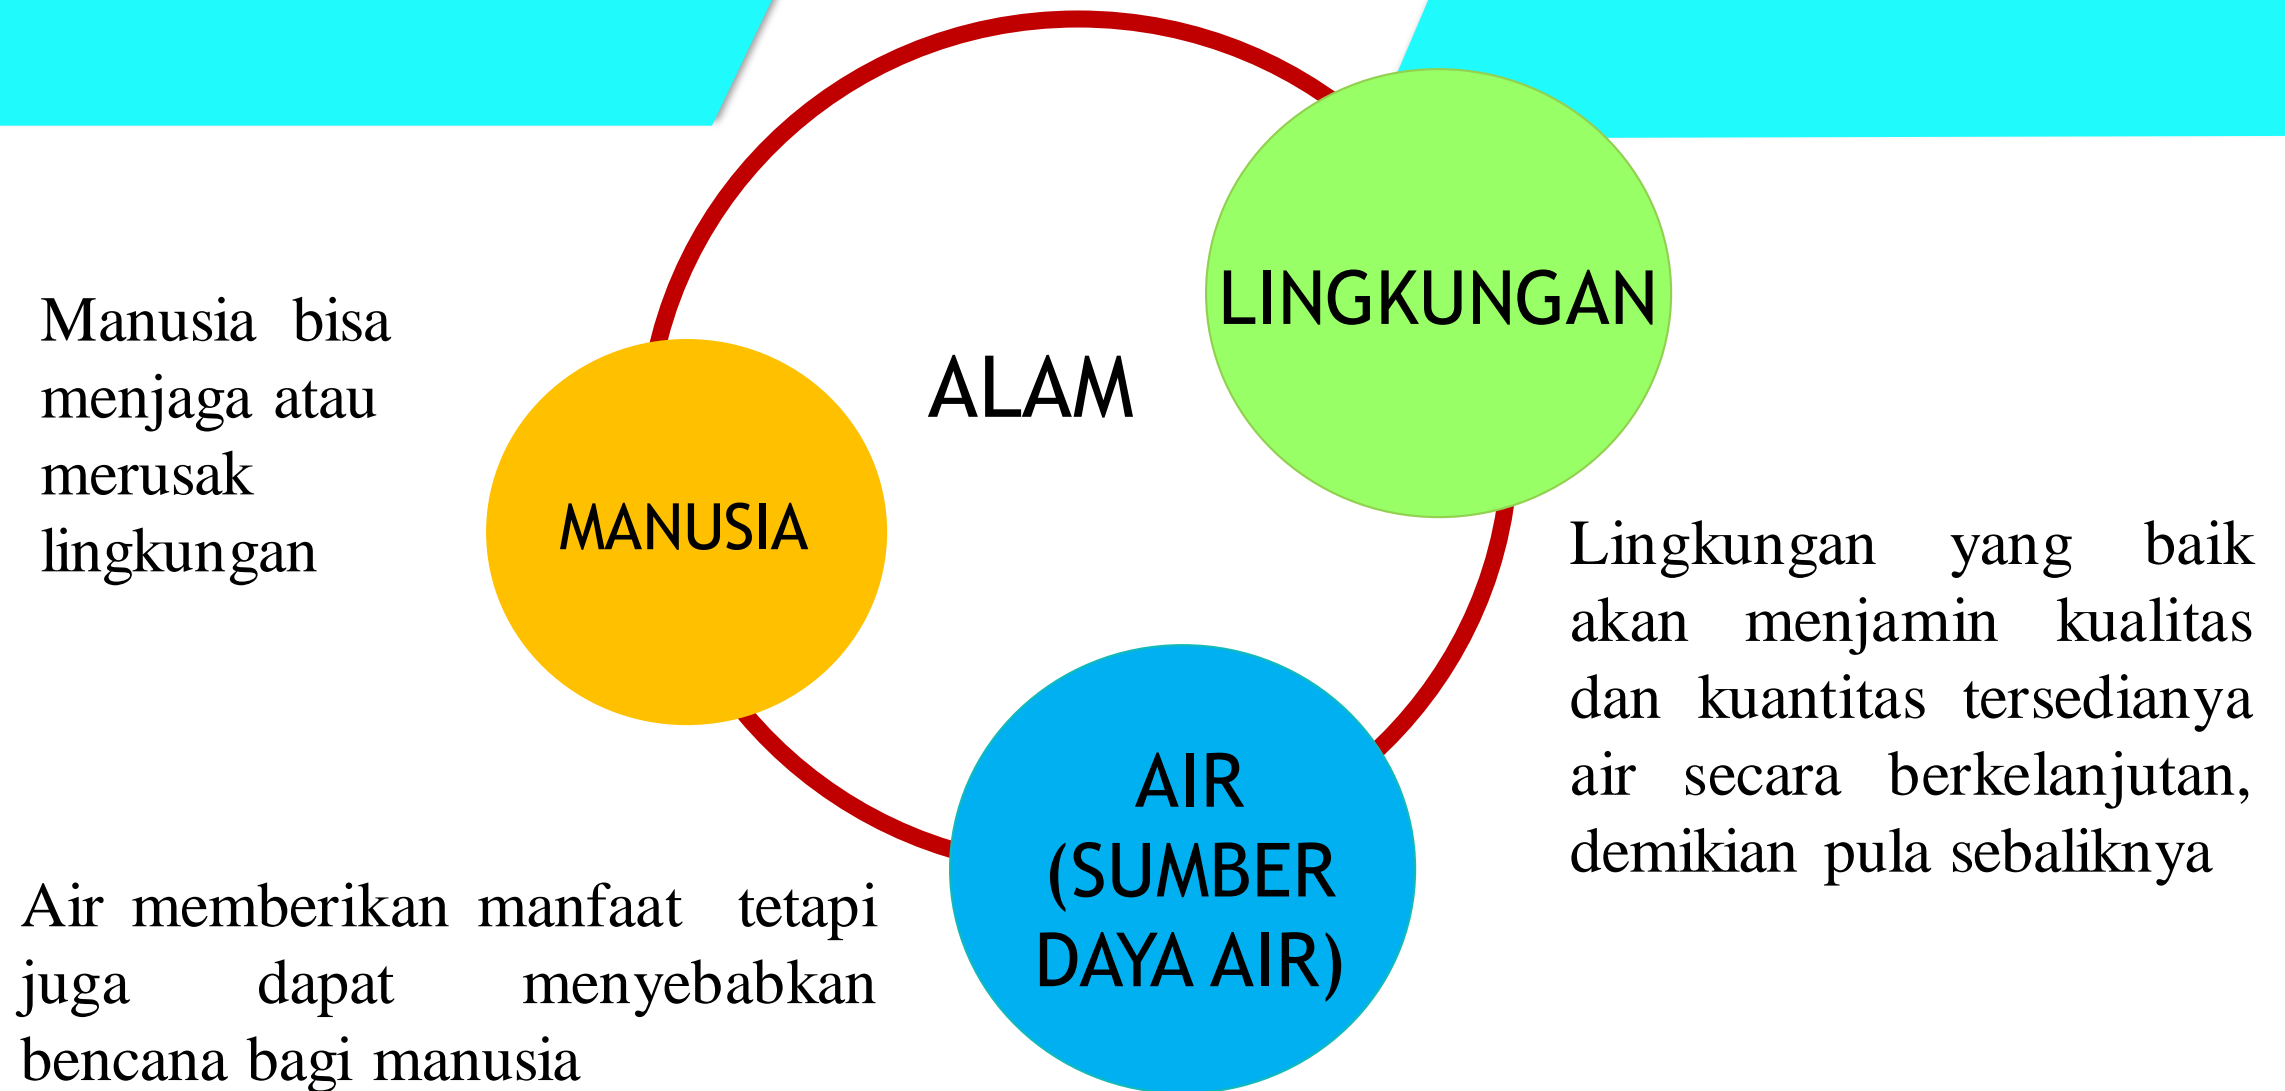 LINGKUNGAN
ALAM
MANUSIA
Manusia bisa
menjaga atau
merusak
lingkungan
Lingkungan yang baik
akan menjamin kualitas
dan kuantitas tersedianya
air secara berkelanjutan,
demikian pula sebaliknya
AIR
(SUMBER
DAYA AIR)
Air memberikan manfaat tetapi
juga dapat menyebabkan
bencana bagi manusia